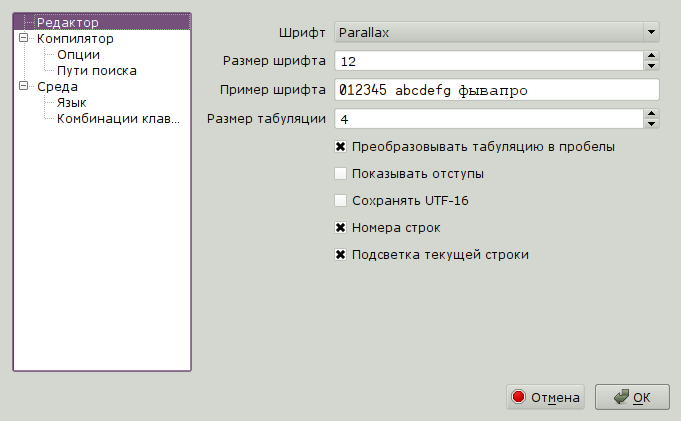 Редактор
Компилятор
Опции
Пути поиска
Среда
Язык
Комбинации клав...
Шрифт Parallax
Размер шрифта 12
Пример шрифта 012345 abcdefg фывапро
Размер табуляции 4
Преобразовывать табуляцию в пробелы
Показывать отступы
Сохранять UTF-16
Номера строк
Подсветка текущей строки
Отмена OK